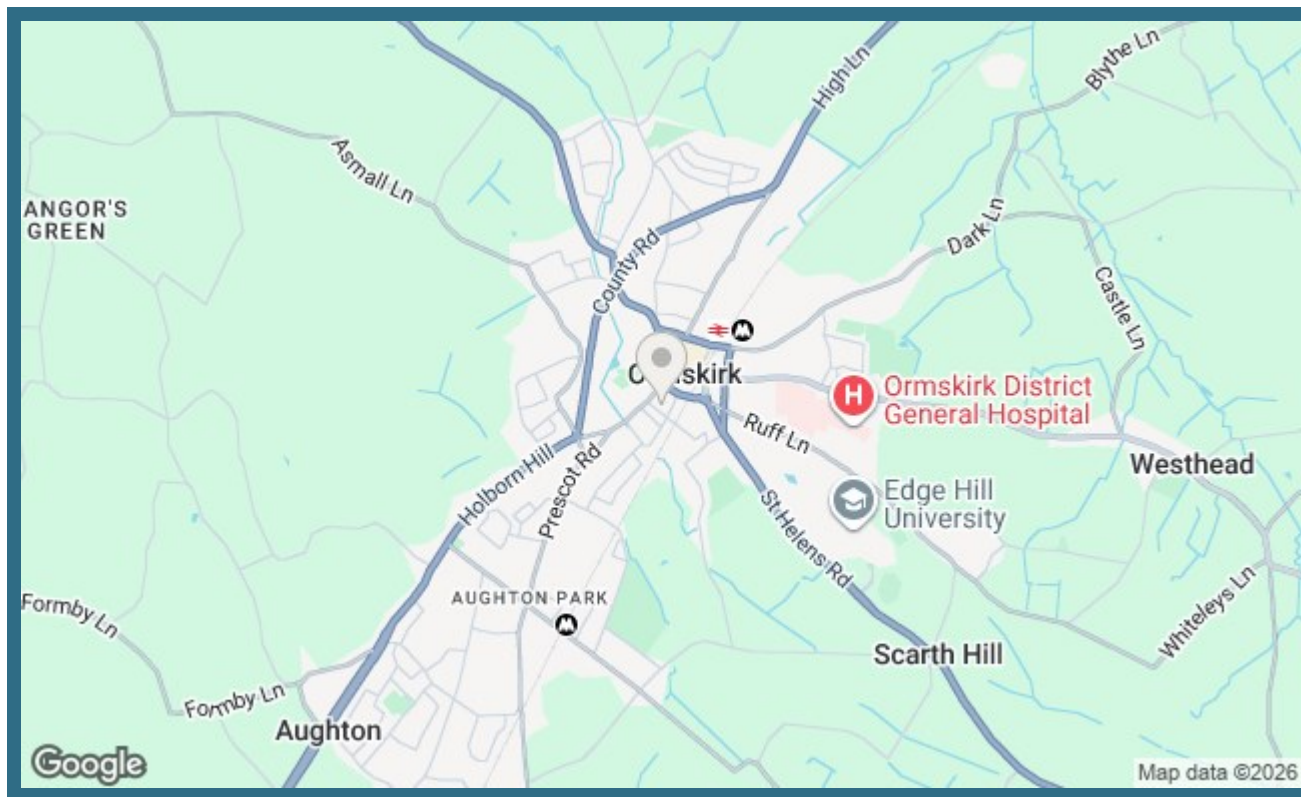 High Ln
Blythe Ln
Asmall Ln
ANGOR'S
GREEN
Dark Ln
County Rd
Castle Ln
skirk
H
Ormskirk District
General Hospital
Ruff Ln
Westhead
Holborn Hill
Prescot Rd
Edge Hill
University
St Helens Rd
AUGHTON PARK
Formby Ln
Whiteleys Ln
Scarth Hill
Formby Ln
Aughton
Google
Map data ©2026